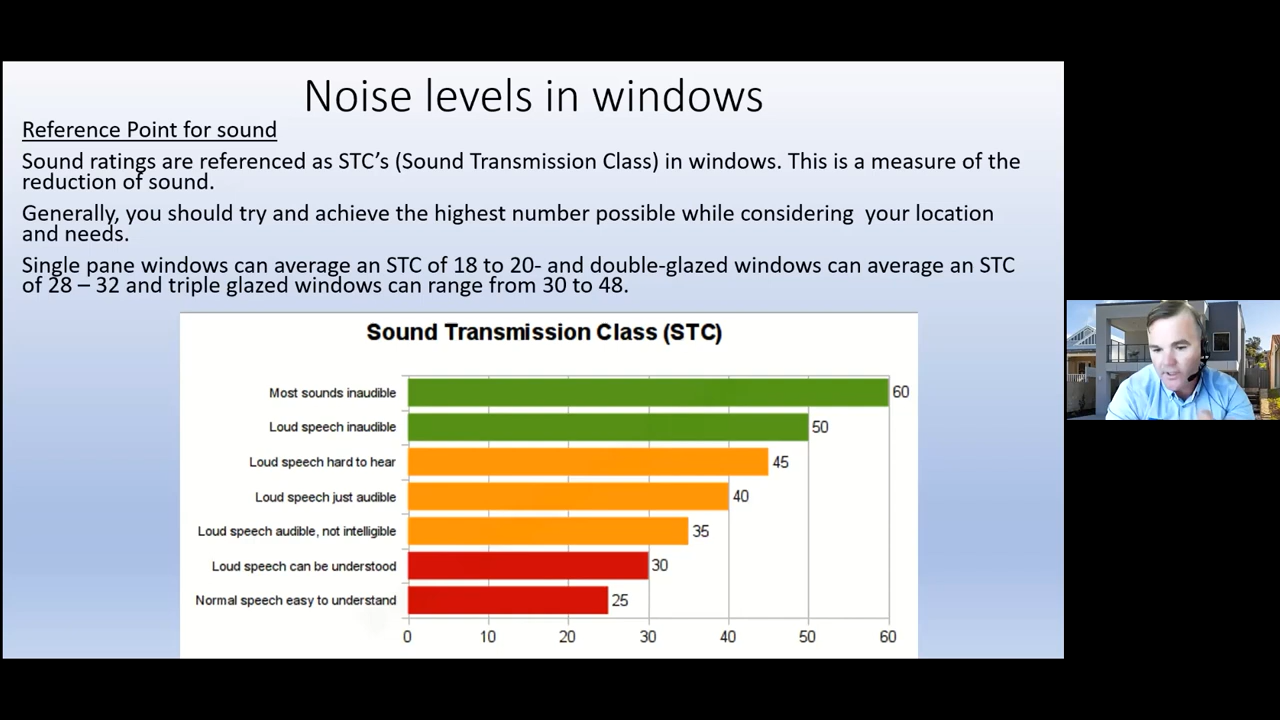 Noise levels in windows
Reference Point for sound
Sound ratings are referenced as STC’s (Sound Transmission Class) in windows. This is a measure of the
reduction of sound.
Generally, you should try and achieve the highest number possible while considering  your location
and needs.
Single pane windows can average an STC of 18 to 20- and double-glazed windows can average an STC
of 28 – 32 and triple glazed windows can range from 30 to 48.
Sound Transmission Class (STC)
Most sounds inaudible 60
Loud speech inaudible 50
Loud speech hard to hear 45
Loud speech just audible 40
Loud speech audible, not intelligible 35
Loud speech can be understood 30
Normal speech easy to understand 25
0 10 20 30 40 50 60